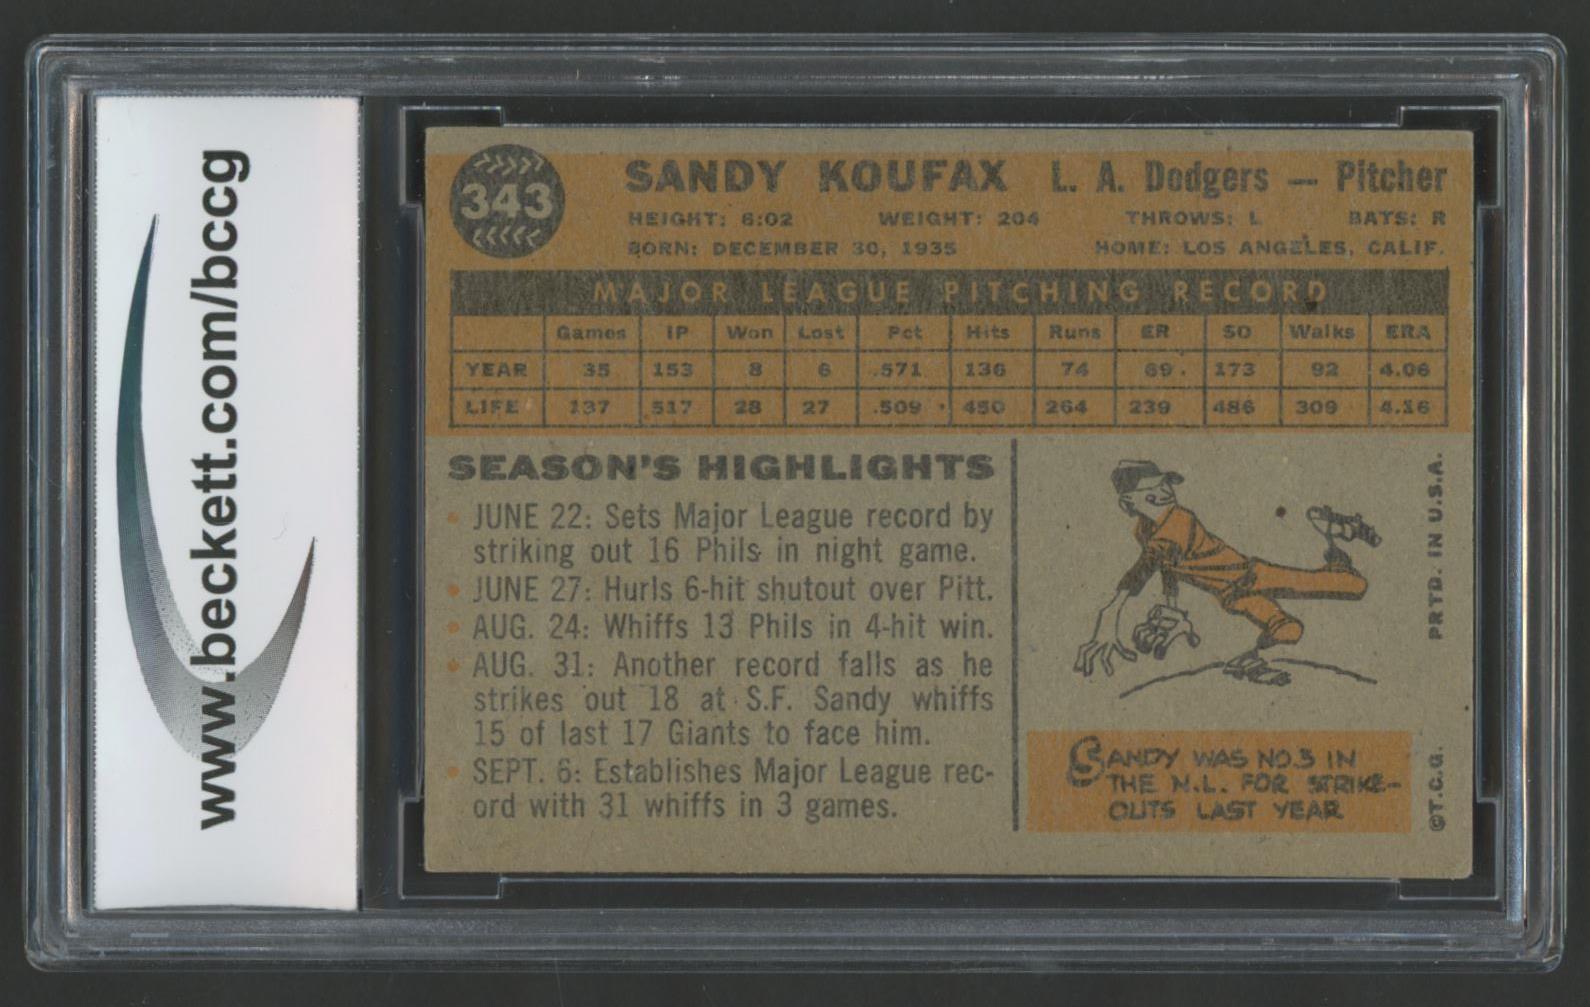 www.beckett.com/bccg
343
SANDY KOUFAX L. A. Dodgers — Pitcher
HEIGHT: 6:02 WEIGHT: 204 THROWS: L BATS: R
BORN: DECEMBER 30, 1935 HOME: LOS ANGELES, CALIF.
MAJOR LEAGUE PITCHING RECORD
Games IP Won Lost Pct Hits Runs ER SO Walks ERA
YEAR 35 153 8 6 .571 136 74 69 173 92 4.06
LIFE 137 517 28 27 .509 450 264 239 486 309 4.16
SEASON'S HIGHLIGHTS
• JUNE 22: Sets Major League record by
striking out 16 Phils in night game.
• JUNE 27: Hurls 6-hit shutout over Pitt.
• AUG. 24: Whiffs 13 Phils in 4-hit win.
• AUG. 31: Another record falls as he
strikes out 18 at S.F. Sandy whiffs
15 of last 17 Giants to face him.
• SEPT. 6: Establishes Major League rec-
ord with 31 whiffs in 3 games.
SANDY WAS NO.3 IN
THE N.L. FOR STRIKE-
OUTS LAST YEAR
©T.C.G. PRTD. IN U.S.A.